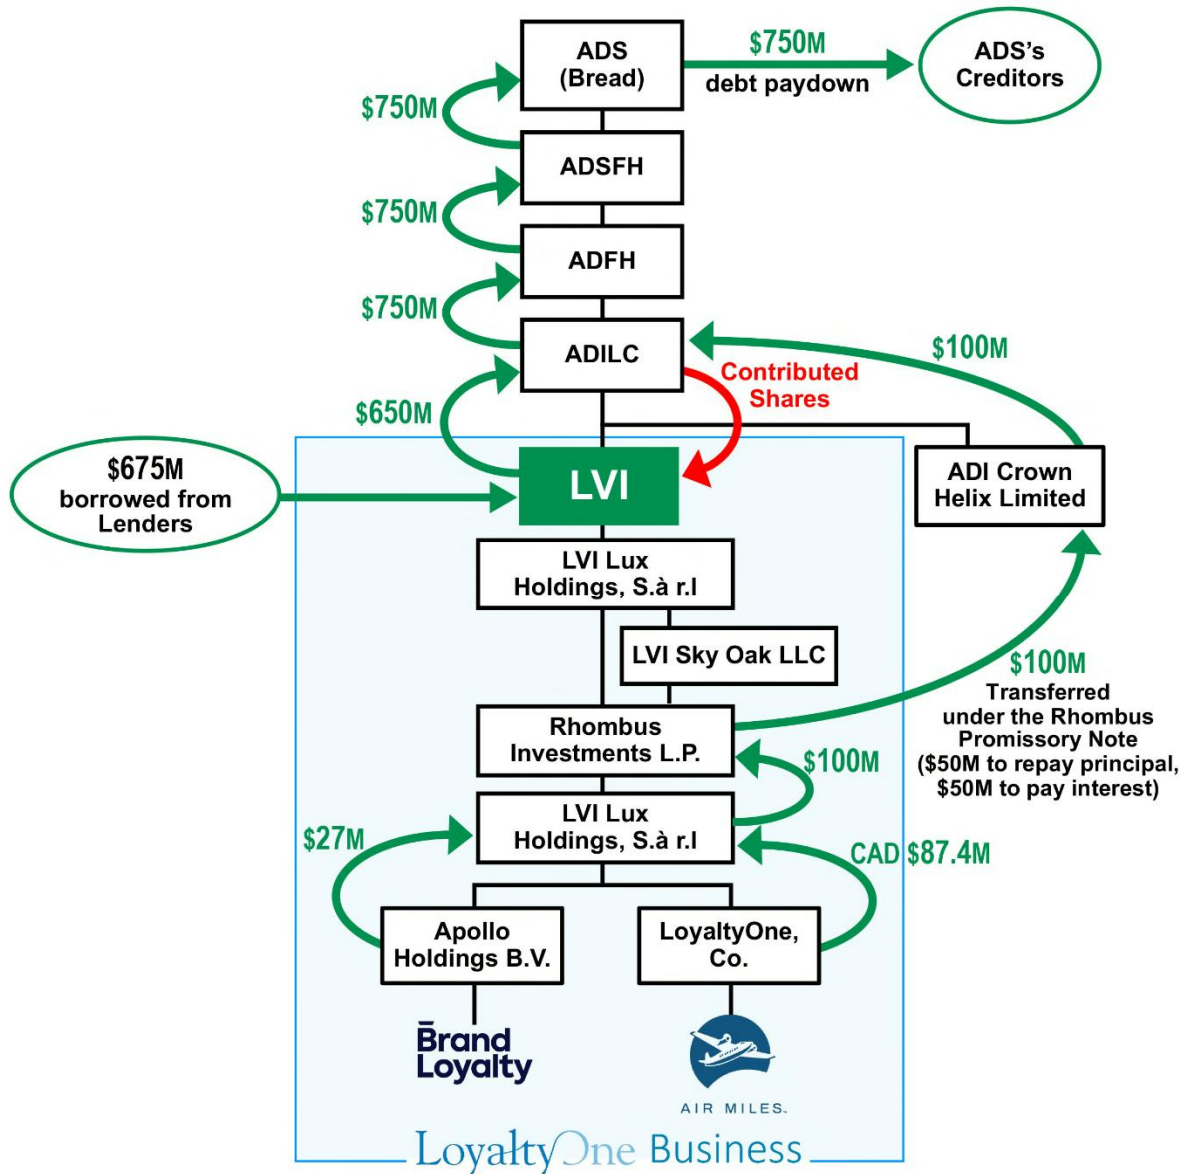 ADS
(Bread)
$750M
debt paydown
ADS's
Creditors
$750M
ADSFH
$750M
ADFH
$750M
ADILC
$100M
Contributed
Shares
$650M
$675M
borrowed from
Lenders
LVI
ADI Crown
Helix Limited
LVI Lux
Holdings, S.à r.l
LVI Sky Oak LLC
$100M
Transferred
under the Rhombus
Promissory Note
($50M to repay principal,
$50M to pay interest)
Rhombus
Investments L.P.
$100M
LVI Lux
Holdings, S.à r.l
$27M
CAD $87.4M
Apollo
Holdings B.V.
LoyaltyOne,
Co.
Brand
Loyalty
AIR MILES.
LoyaltyOne Business